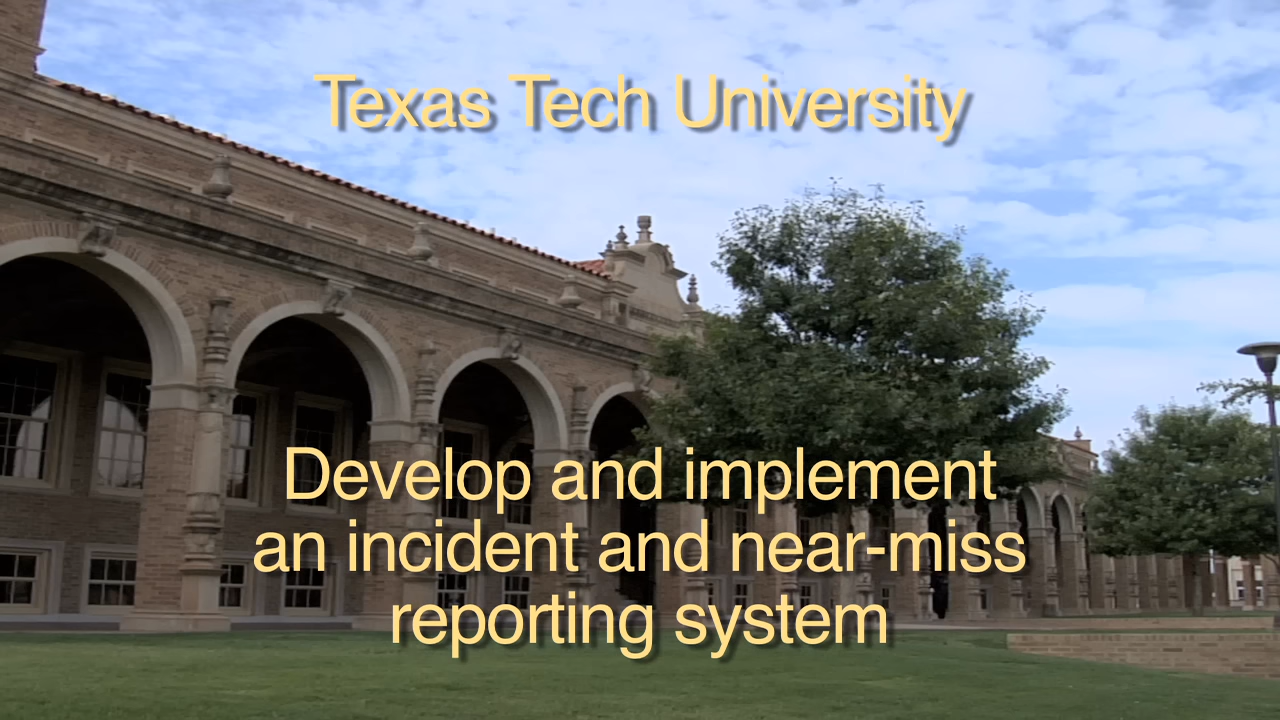 Texas Tech University
Develop and implement
an incident and near-miss
reporting system